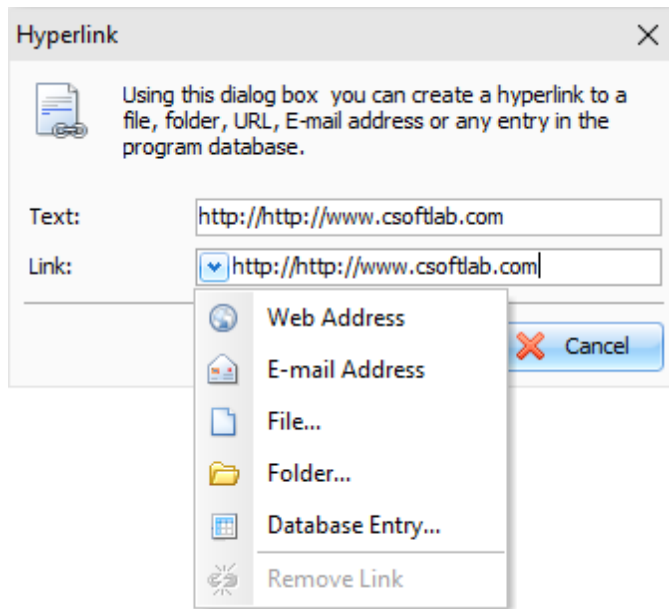 Hyperlink
Using this dialog box you can create a hyperlink to a
file, folder, URL, E-mail address or any entry in the
program database.
Text: http://http://www.csoftlab.com
Link: http://http://www.csoftlab.com
Web Address
Cancel
E-mail Address
File...
Folder...
Database Entry...
Remove Link